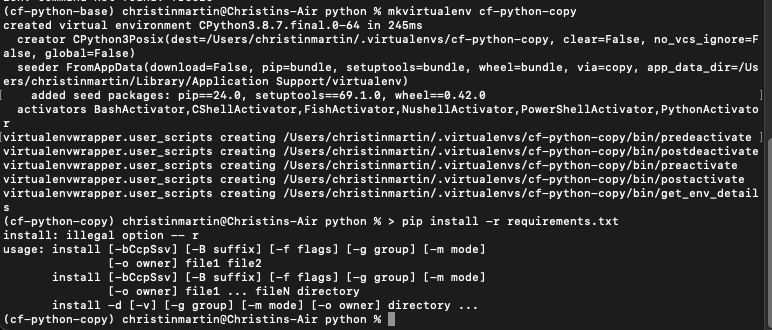 (cf-python-base) christinmartin@Christins-Air python % mkvirtualenv cf-python-copy
created virtual environment CPython3.8.7.final.0-64 in 245ms
  creator CPython3Posix(dest=/Users/christinmartin/.virtualenvs/cf-python-copy, clear=False, no_vcs_ignore=F
alse, global=False)
  seeder FromAppData(download=False, pip=bundle, setuptools=bundle, wheel=bundle, via=copy, app_data_dir=/Us
ers/christinmartin/Library/Application Support/virtualenv)
    added seed packages: pip==24.0, setuptools==69.1.0, wheel==0.42.0
  activators BashActivator,CShellActivator,FishActivator,NushellActivator,PowerShellActivator,PythonActivato
r
virtualenvwrapper.user_scripts creating /Users/christinmartin/.virtualenvs/cf-python-copy/bin/predeactivate
virtualenvwrapper.user_scripts creating /Users/christinmartin/.virtualenvs/cf-python-copy/bin/postdeactivate
virtualenvwrapper.user_scripts creating /Users/christinmartin/.virtualenvs/cf-python-copy/bin/preactivate
virtualenvwrapper.user_scripts creating /Users/christinmartin/.virtualenvs/cf-python-copy/bin/postactivate
virtualenvwrapper.user_scripts creating /Users/christinmartin/.virtualenvs/cf-python-copy/bin/get_env_detail
s
(cf-python-copy) christinmartin@Christins-Air python % > pip install -r requirements.txt
install: illegal option -- r
usage: install [-bCcpSsv] [-B suffix] [-f flags] [-g group] [-m mode]
               [-o owner] file1 file2
       install [-bCcpSsv] [-B suffix] [-f flags] [-g group] [-m mode]
               [-o owner] file1 ... fileN directory
       install -d [-v] [-g group] [-m mode] [-o owner] directory ...
(cf-python-copy) christinmartin@Christins-Air python %